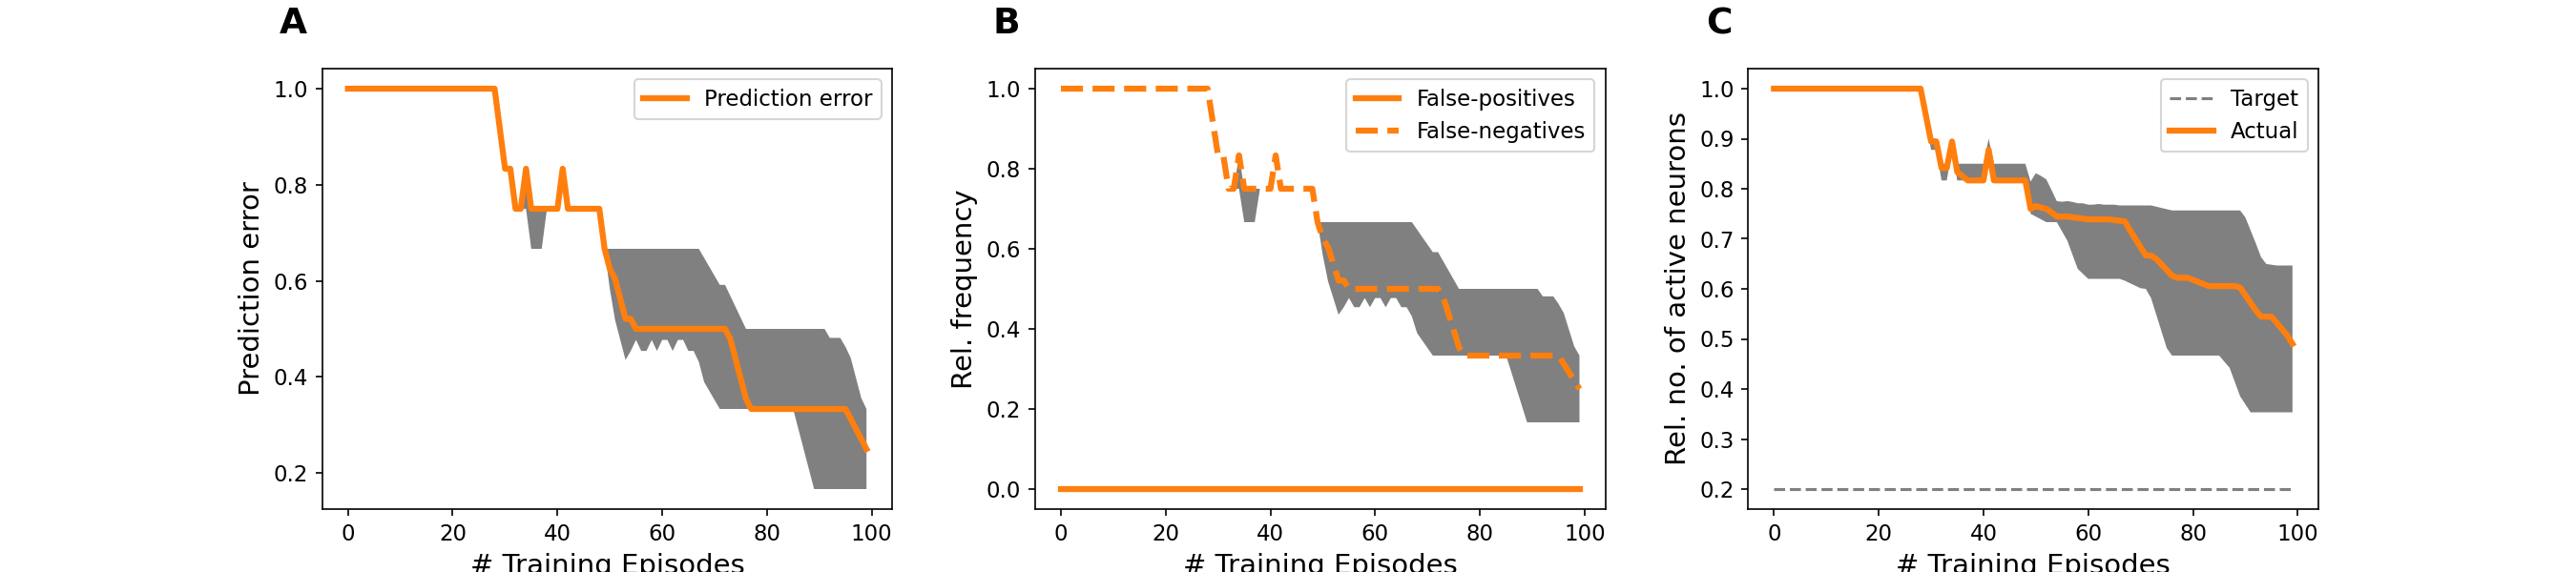 A
B
C
Prediction error
1.0
0.8
0.6
0.4
0.2
0
20
40
60
80
100
Prediction error
# Training Episodes
False-positives
False-negatives
1.0
0.8
0.6
0.4
0.2
0.0
0
20
40
60
80
100
Rel. frequency
# Training Episodes
Target
Actual
1.0
0.9
0.8
0.7
0.6
0.5
0.4
0.3
0.2
0
20
40
60
80
100
Rel. no. of active neurons
# Training Episodes